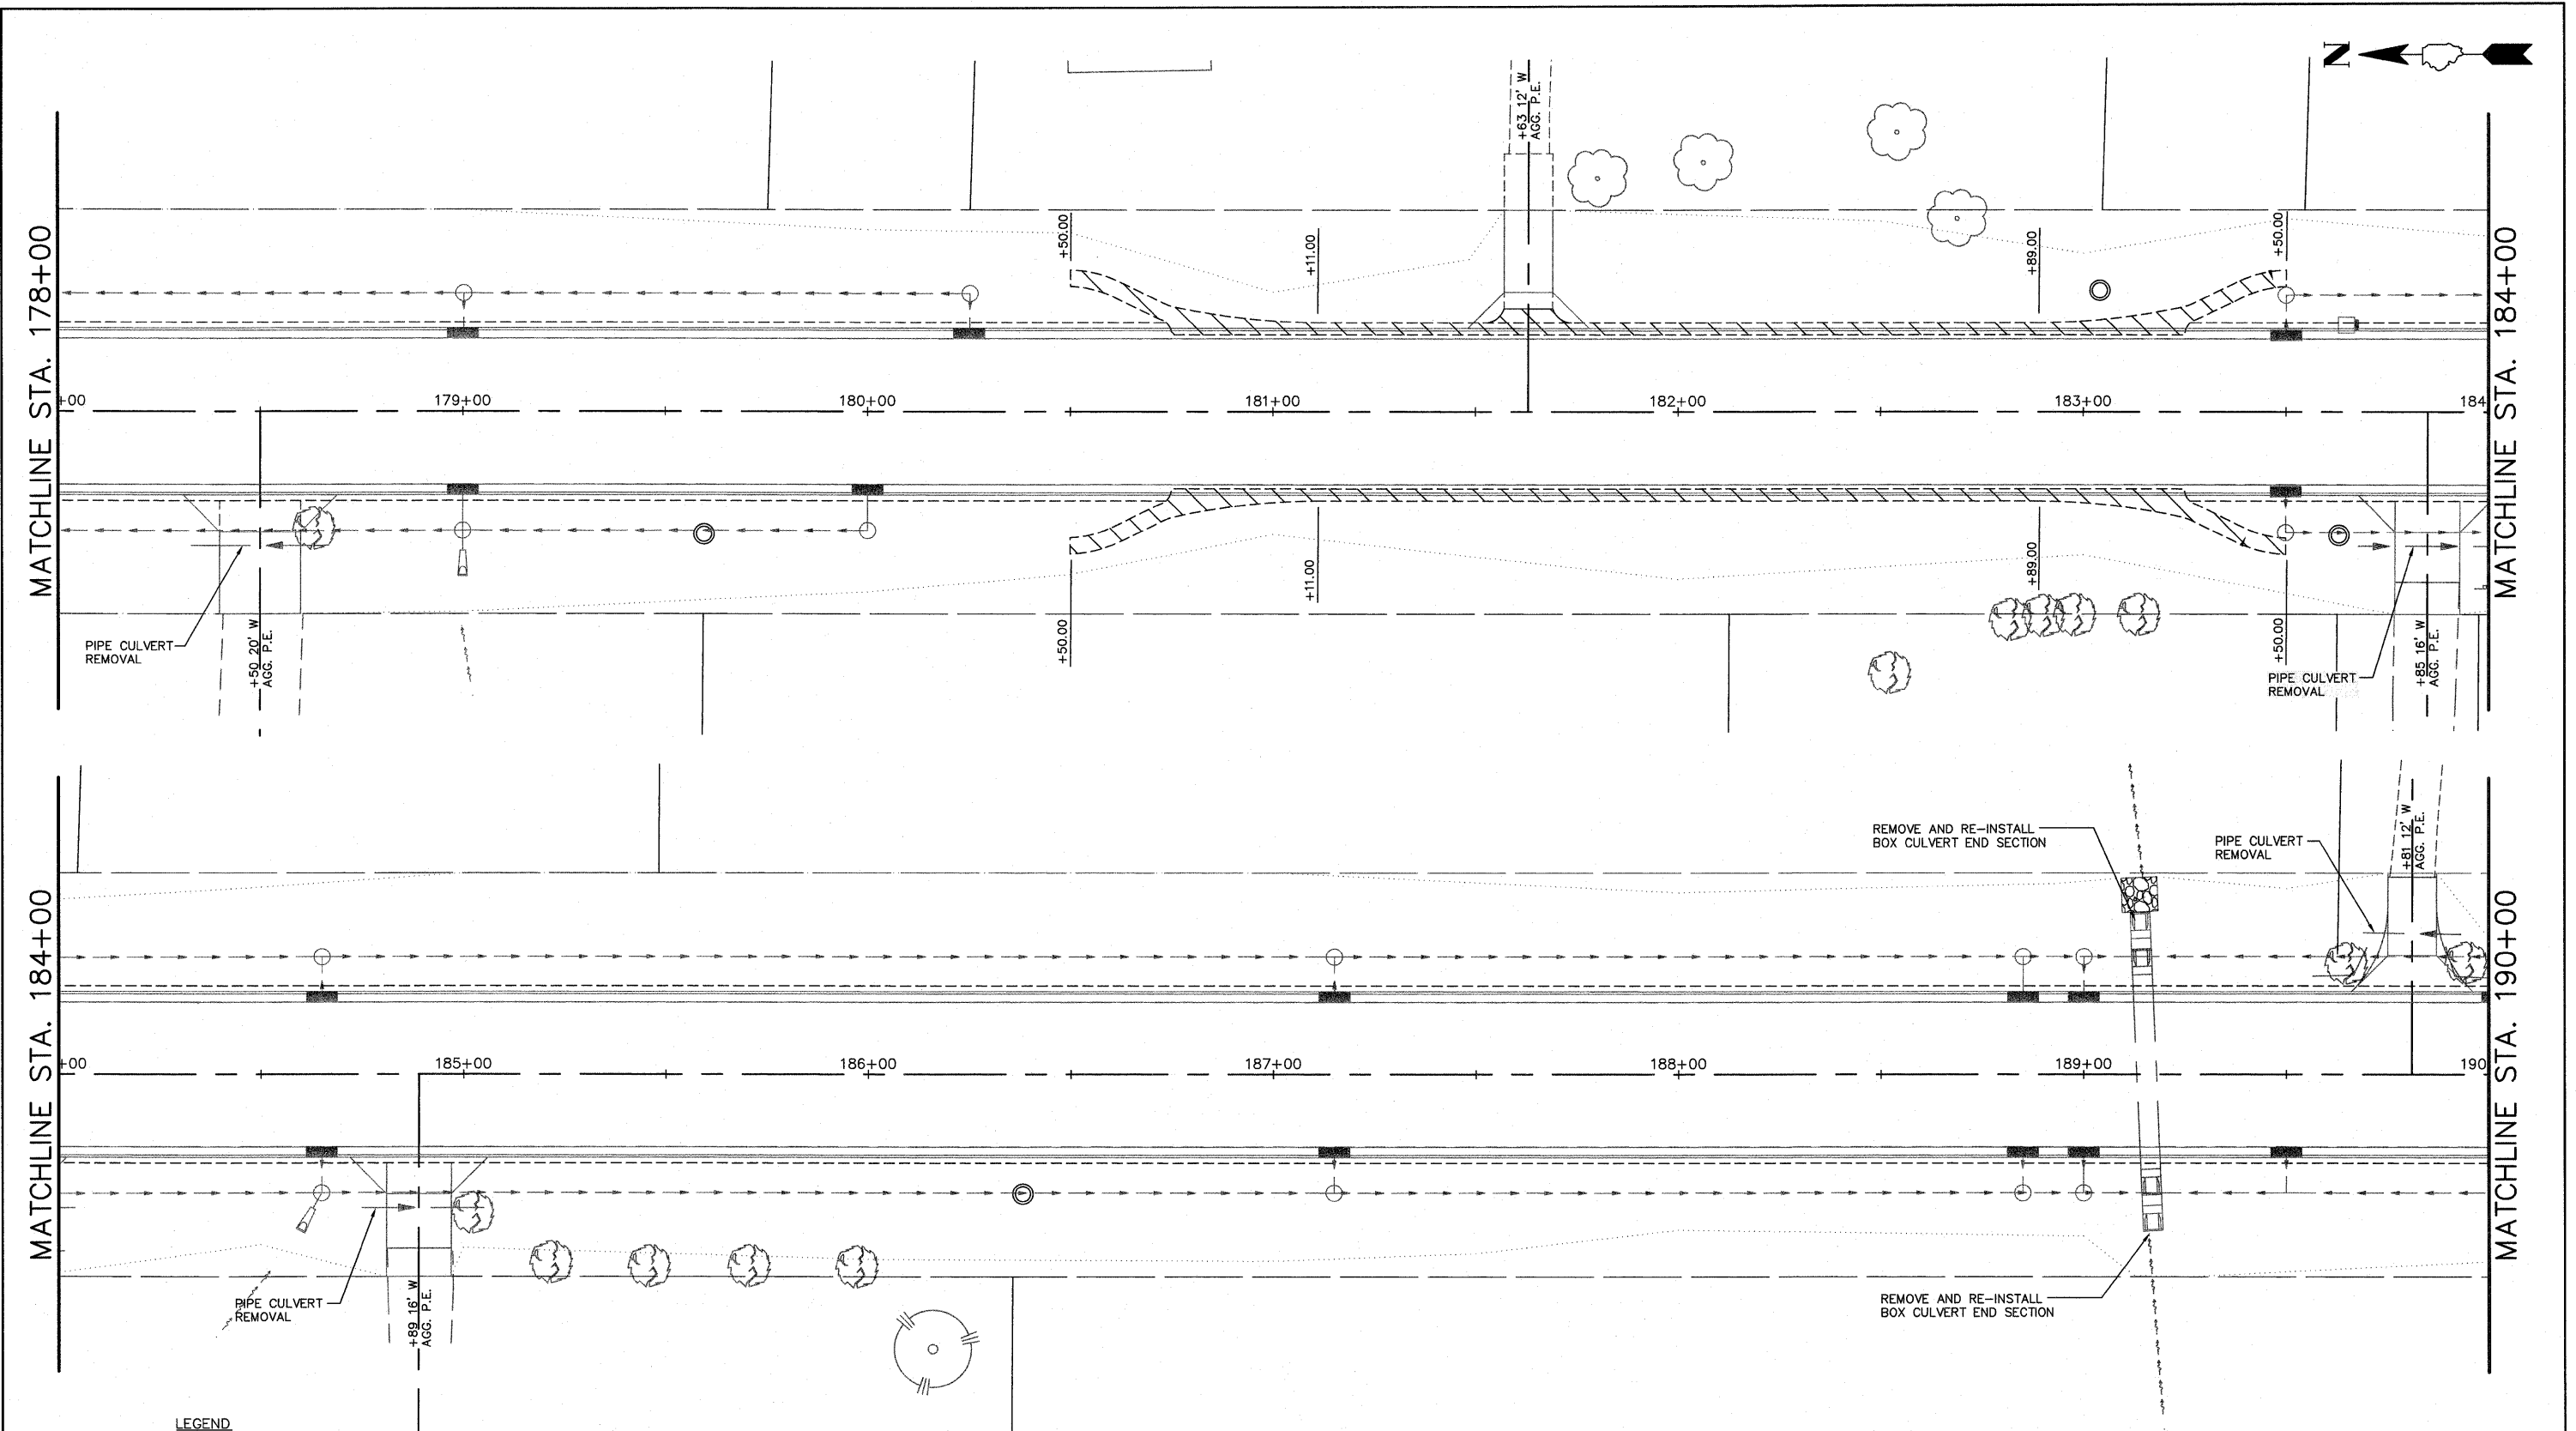 N
MATCHLINE STA. 178+00
MATCHLINE STA. 184+00
+50.00
+11.00
+63 12' W
AGG. P.E.
+89.00
+50.00
+00
179+00
180+00
181+00
182+00
183+00
184
PIPE CULVERT
REMOVAL
+50 20' W
AGG. P.E.
+50.00
+11.00
+89.00
+50.00
PIPE CULVERT
REMOVAL
+85 16' W
AGG. P.E.
MATCHLINE STA. 184+00
MATCHLINE STA. 190+00
REMOVE AND RE-INSTALL
BOX CULVERT END SECTION
PIPE CULVERT
REMOVAL
+81 12' W
AGG. P.E.
+00
185+00
186+00
187+00
188+00
189+00
190
PIPE CULVERT
REMOVAL
+89 16' W
AGG. P.E.
REMOVE AND RE-INSTALL
BOX CULVERT END SECTION
LEGEND